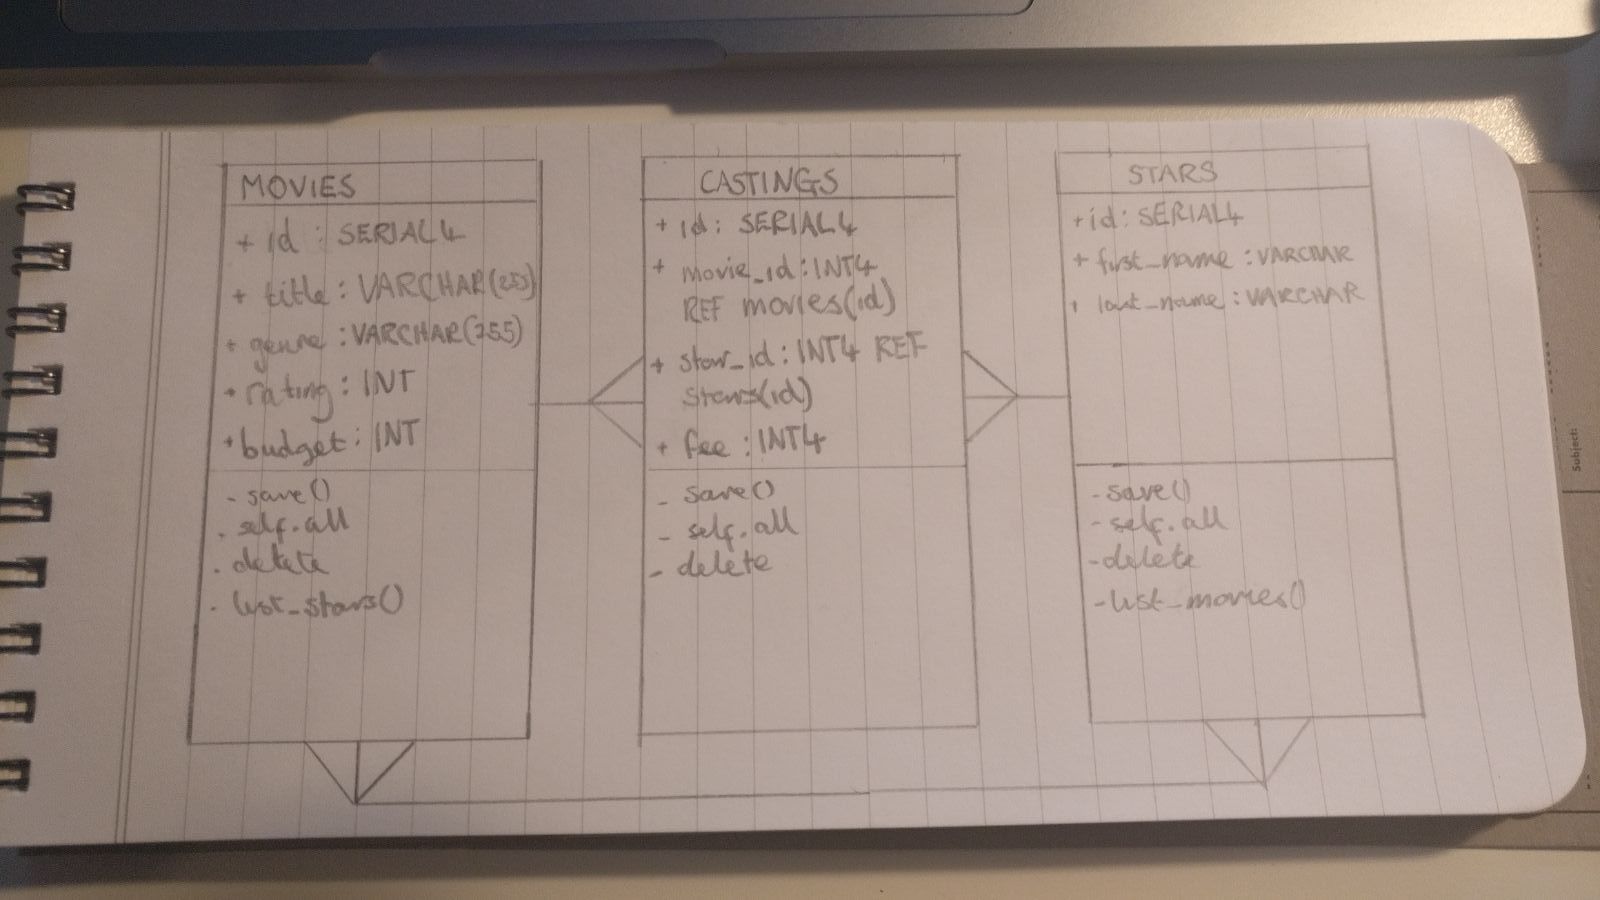 MOVIES
+ id : SERIAL4
+ title : VARCHAR(255)
+ genre : VARCHAR(255)
+ rating : INT
+ budget : INT
- save()
- self.all
- delete
- list_stars()
CASTINGS
+ id : SERIAL4
+ movie_id : INT4
REF movies(id)
+ star_id : INT4 REF
stars(id)
+ fee : INT4
- save()
- self.all
- delete
STARS
+ id : SERIAL4
+ first_name : VARCHAR
+ last_name : VARCHAR
- save()
- self.all
- delete
- list_movies()
Subject: